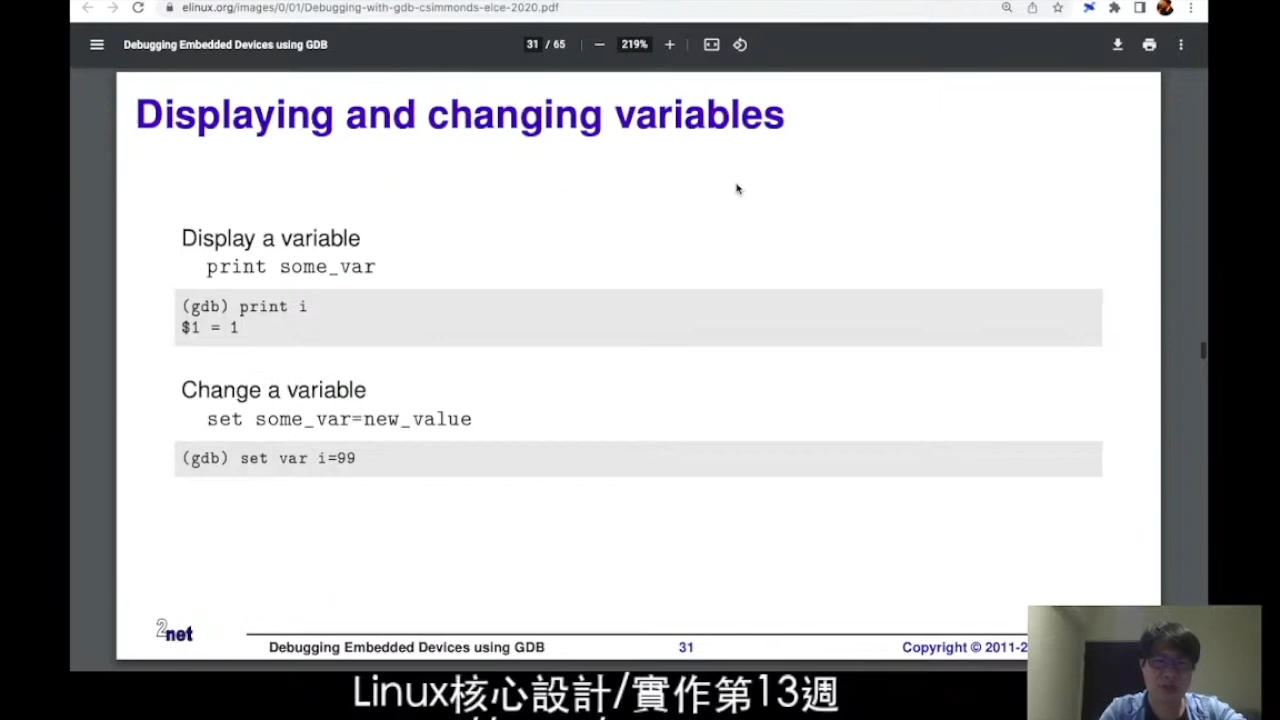 elinux.org/images/0/01/Debugging-with-gdb-csimmonds-elce-2020.pdf
Debugging Embedded Devices using GDB
31 / 65
219%
Displaying and changing variables
Display a variable
print some_var
(gdb) print i
$1 = 1
Change a variable
set some_var=new_value
(gdb) set var i=99
2net
Debugging Embedded Devices using GDB
31
Copyright © 2011-2
Linux核心設計/實作第13週